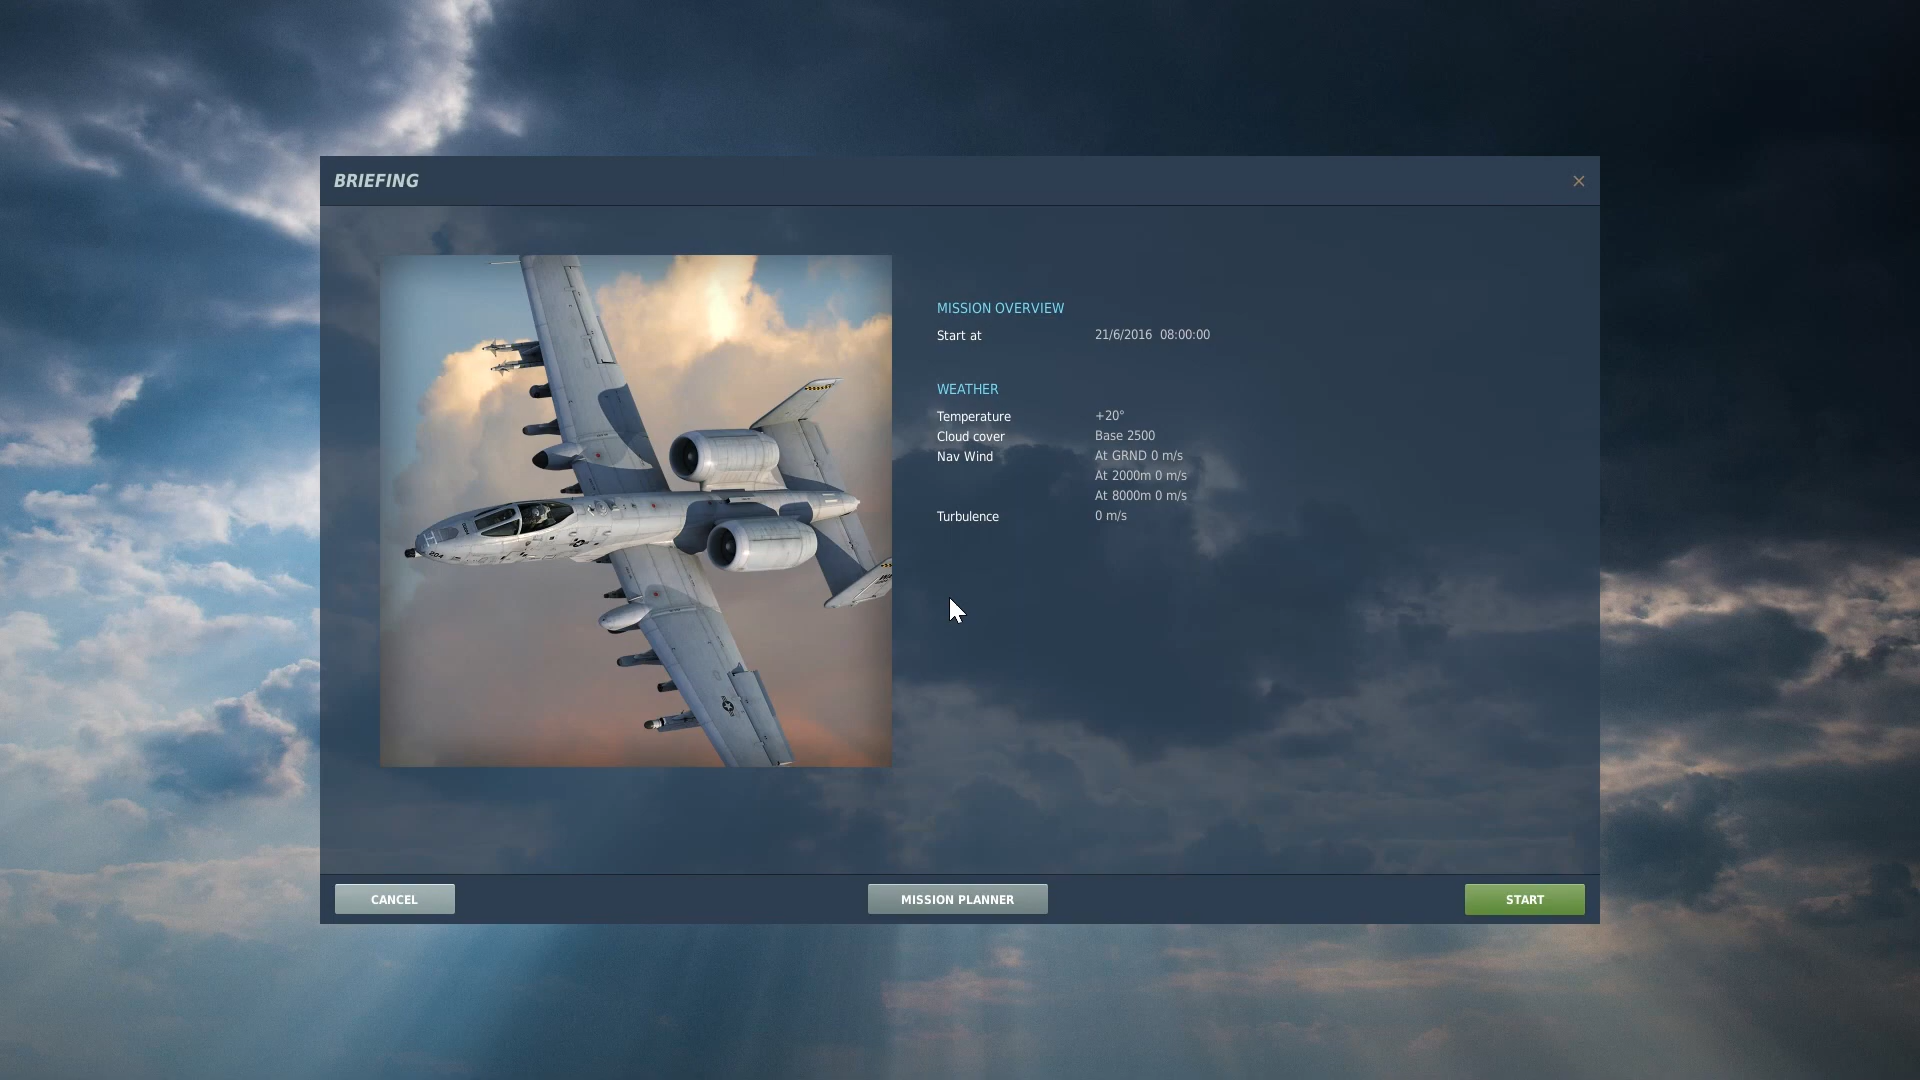 BRIEFING
MISSION OVERVIEW
Start at 21/6/2016 08:00:00
WEATHER
Temperature +20°
Cloud cover Base 2500
Nav Wind At GRND 0 m/s
At 2000m 0 m/s
At 8000m 0 m/s
Turbulence 0 m/s
204
CANCEL MISSION PLANNER START